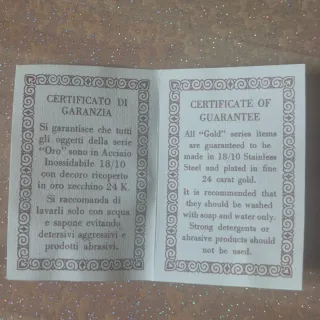 CERTIFICATO DI
GARANZIA
Si garantisce che tutti
gli oggetti della serie
"Oro" sono in Acciaio
Inossidabile 18/10
con decoro ricoperto
in oro zecchino 24 K.
Si raccomanda di
lavarli solo con acqua
e sapone evitando
detersivi aggressivi e
prodotti abrasivi.
CERTIFICATE OF
GUARANTEE
All "Gold" series items
are guaranteed to be
made in 18/10 Stainless
Steel and plated in fine
24 carat gold.
It is recommended that
they should be washed
with soap and water only.
Strong detergents or
abrasive products should
not be used.